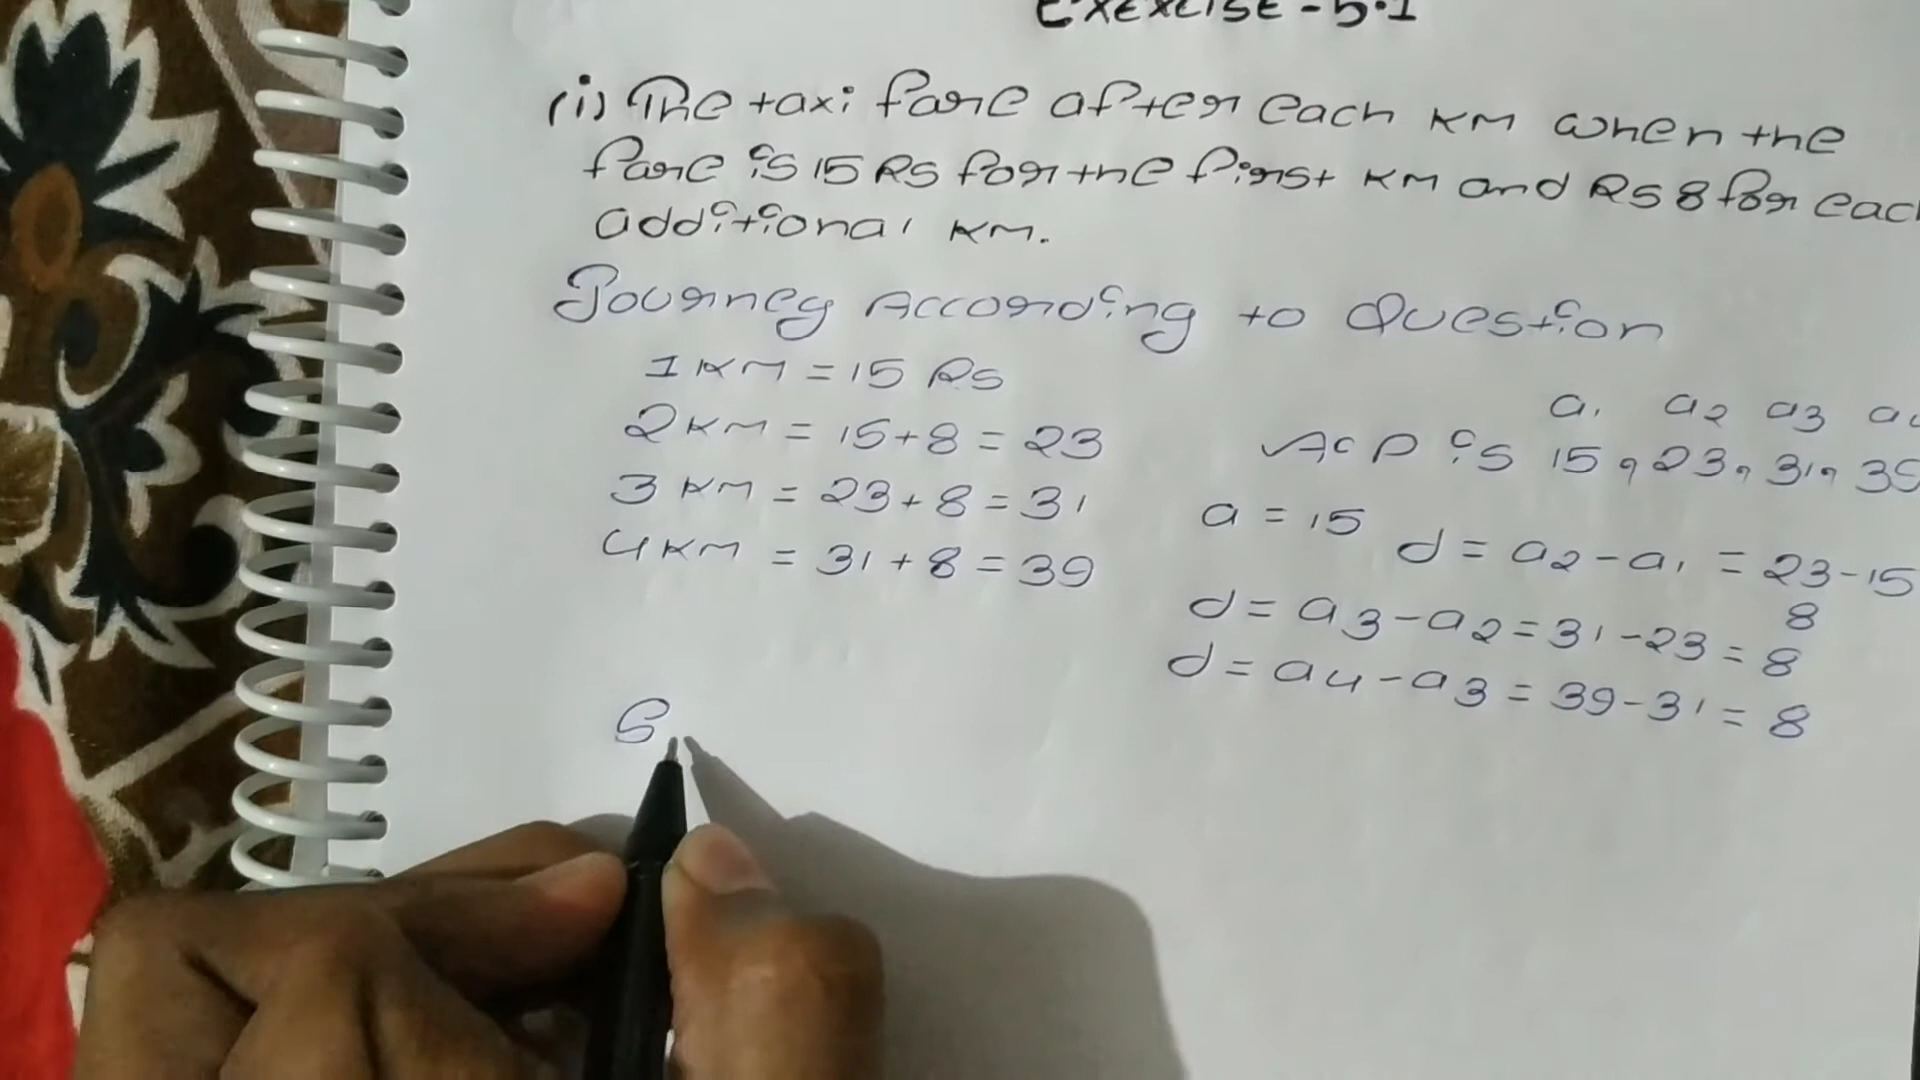 EXERCISE - 5.1
(i) The taxi fare after each KM when the
fare is 15 RS for the first KM and RS 8 for each
additional KM.
Journey According to Question
1 KM = 15 RS
2 KM = 15 + 8 = 23
3 KM = 23 + 8 = 31
4 KM = 31 + 8 = 39
a1 a2 a3 a4
is 15, 23, 31, 39
a = 15 d = a2 - a1 = 23 - 15
8
d = a3 - a2 = 31 - 23 = 8
d = a4 - a3 = 39 - 31 = 8
S